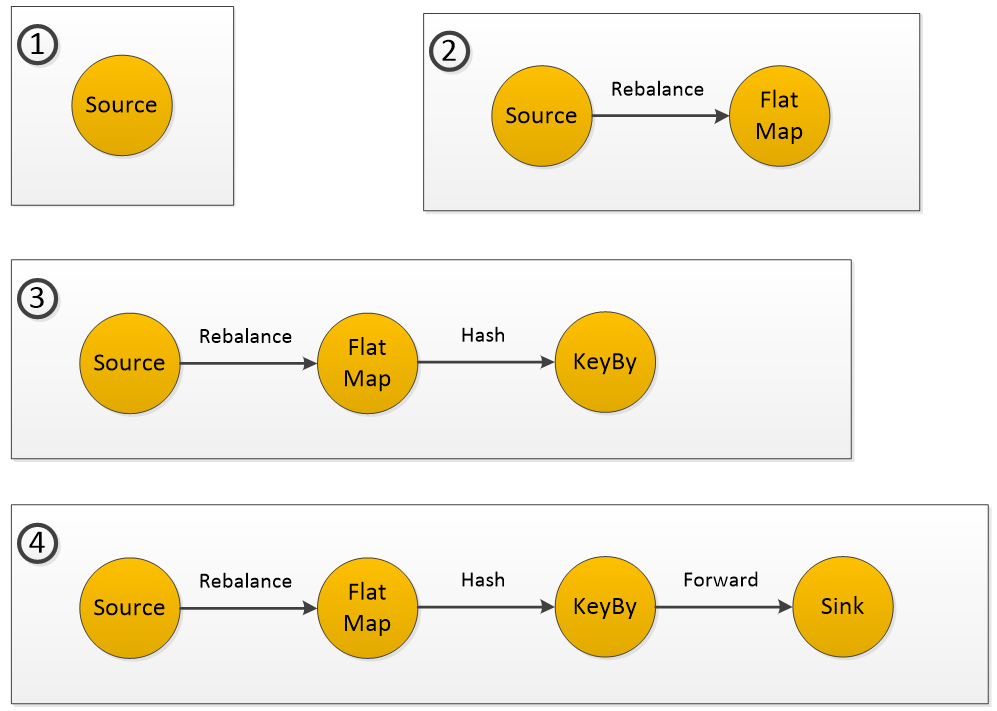 1
Source
2
Source
Rebalance
Flat
Map
3
Source
Rebalance
Flat
Map
Hash
KeyBy
4
Source
Rebalance
Flat
Map
Hash
KeyBy
Forward
Sink